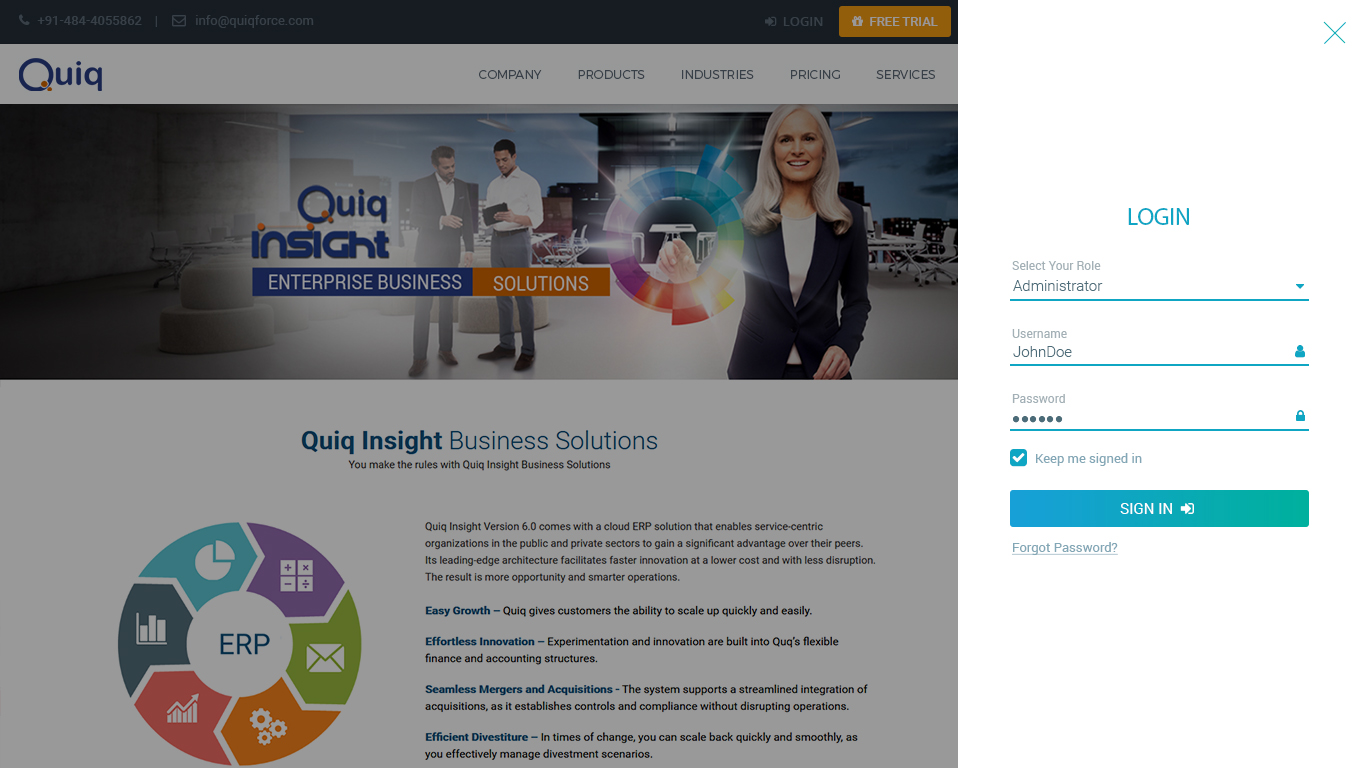 +91-484-4055862 | info@quiqforce.com
LOGIN
FREE TRIAL
Quiq
COMPANY PRODUCTS INDUSTRIES PRICING SERVICES
Quiq
insight
ENTERPRISE BUSINESS SOLUTIONS
Quiq Insight Business Solutions
You make the rules with Quiq Insight Business Solutions
ERP
Quiq Insight Version 6.0 comes with a cloud ERP solution that enables service-centric
organizations in the public and private sectors to gain a significant advantage over their peers.
Its leading-edge architecture facilitates faster innovation at a lower cost and with less disruption.
The result is more opportunity and smarter operations.
Easy Growth – Quiq gives customers the ability to scale up quickly and easily.
Effortless Innovation – Experimentation and innovation are built into Quq's flexible
finance and accounting structures.
Seamless Mergers and Acquisitions - The system supports a streamlined integration of
acquisitions, as it establishes controls and compliance without disrupting operations.
Efficient Divestiture – In times of change, you can scale back quickly and smoothly, as
you effectively manage divestment scenarios.
LOGIN
Select Your Role
Administrator
Username
JohnDoe
Password
••••••
Keep me signed in
SIGN IN
Forgot Password?